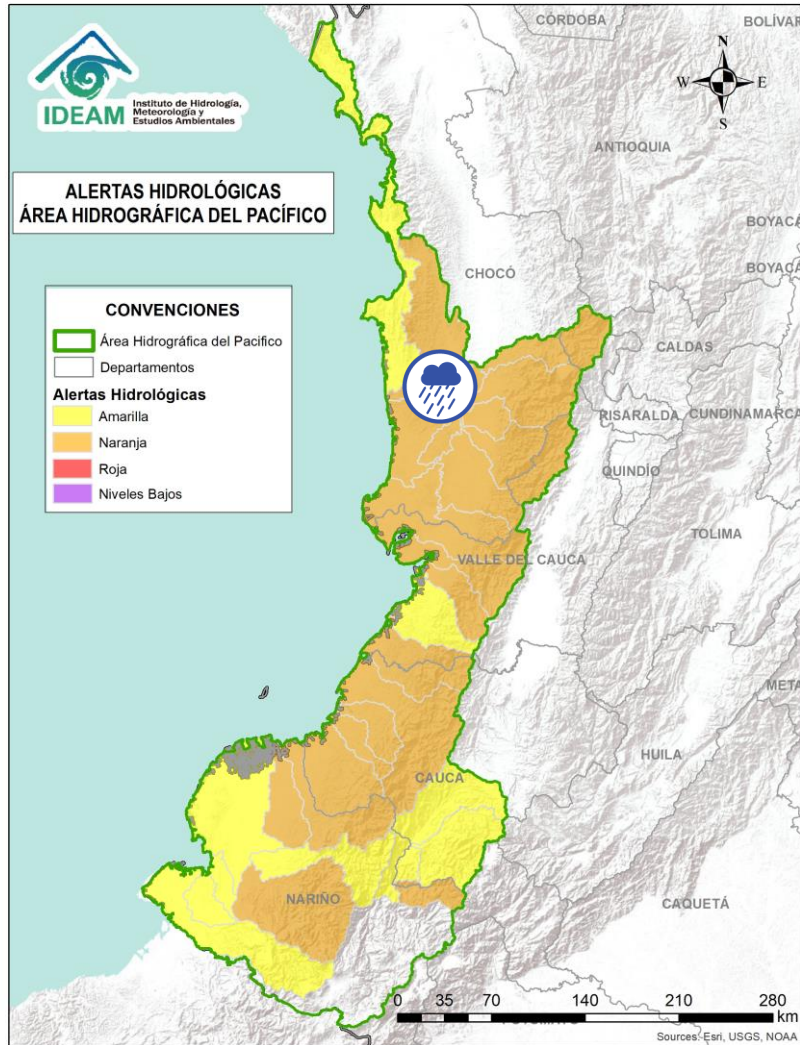 CÓRDOBA
BOLÍVAR
N
W
E
S
IDEAM
Instituto de Hidrología,
Meteorología y
Estudios Ambientales
ANTIOQUIA
ALERTAS HIDROLÓGICAS
ÁREA HIDROGRÁFICA DEL PACÍFICO
BOYACÁ
BOYACÁ
CHOCÓ
CONVENCIONES
Área Hidrográfica del Pacifico
Departamentos
Alertas Hidrológicas
Amarilla
Naranja
Roja
Niveles Bajos
CALDAS
RISARALDA
CUNDINAMARCA
QUINDÍO
TOLIMA
VALLE DEL CAUCA
META
HUILA
CAUCA
NARIÑO
CAQUETÁ
0 35 70 140 210 280
km
Sources: Esri, USGS, NOAA